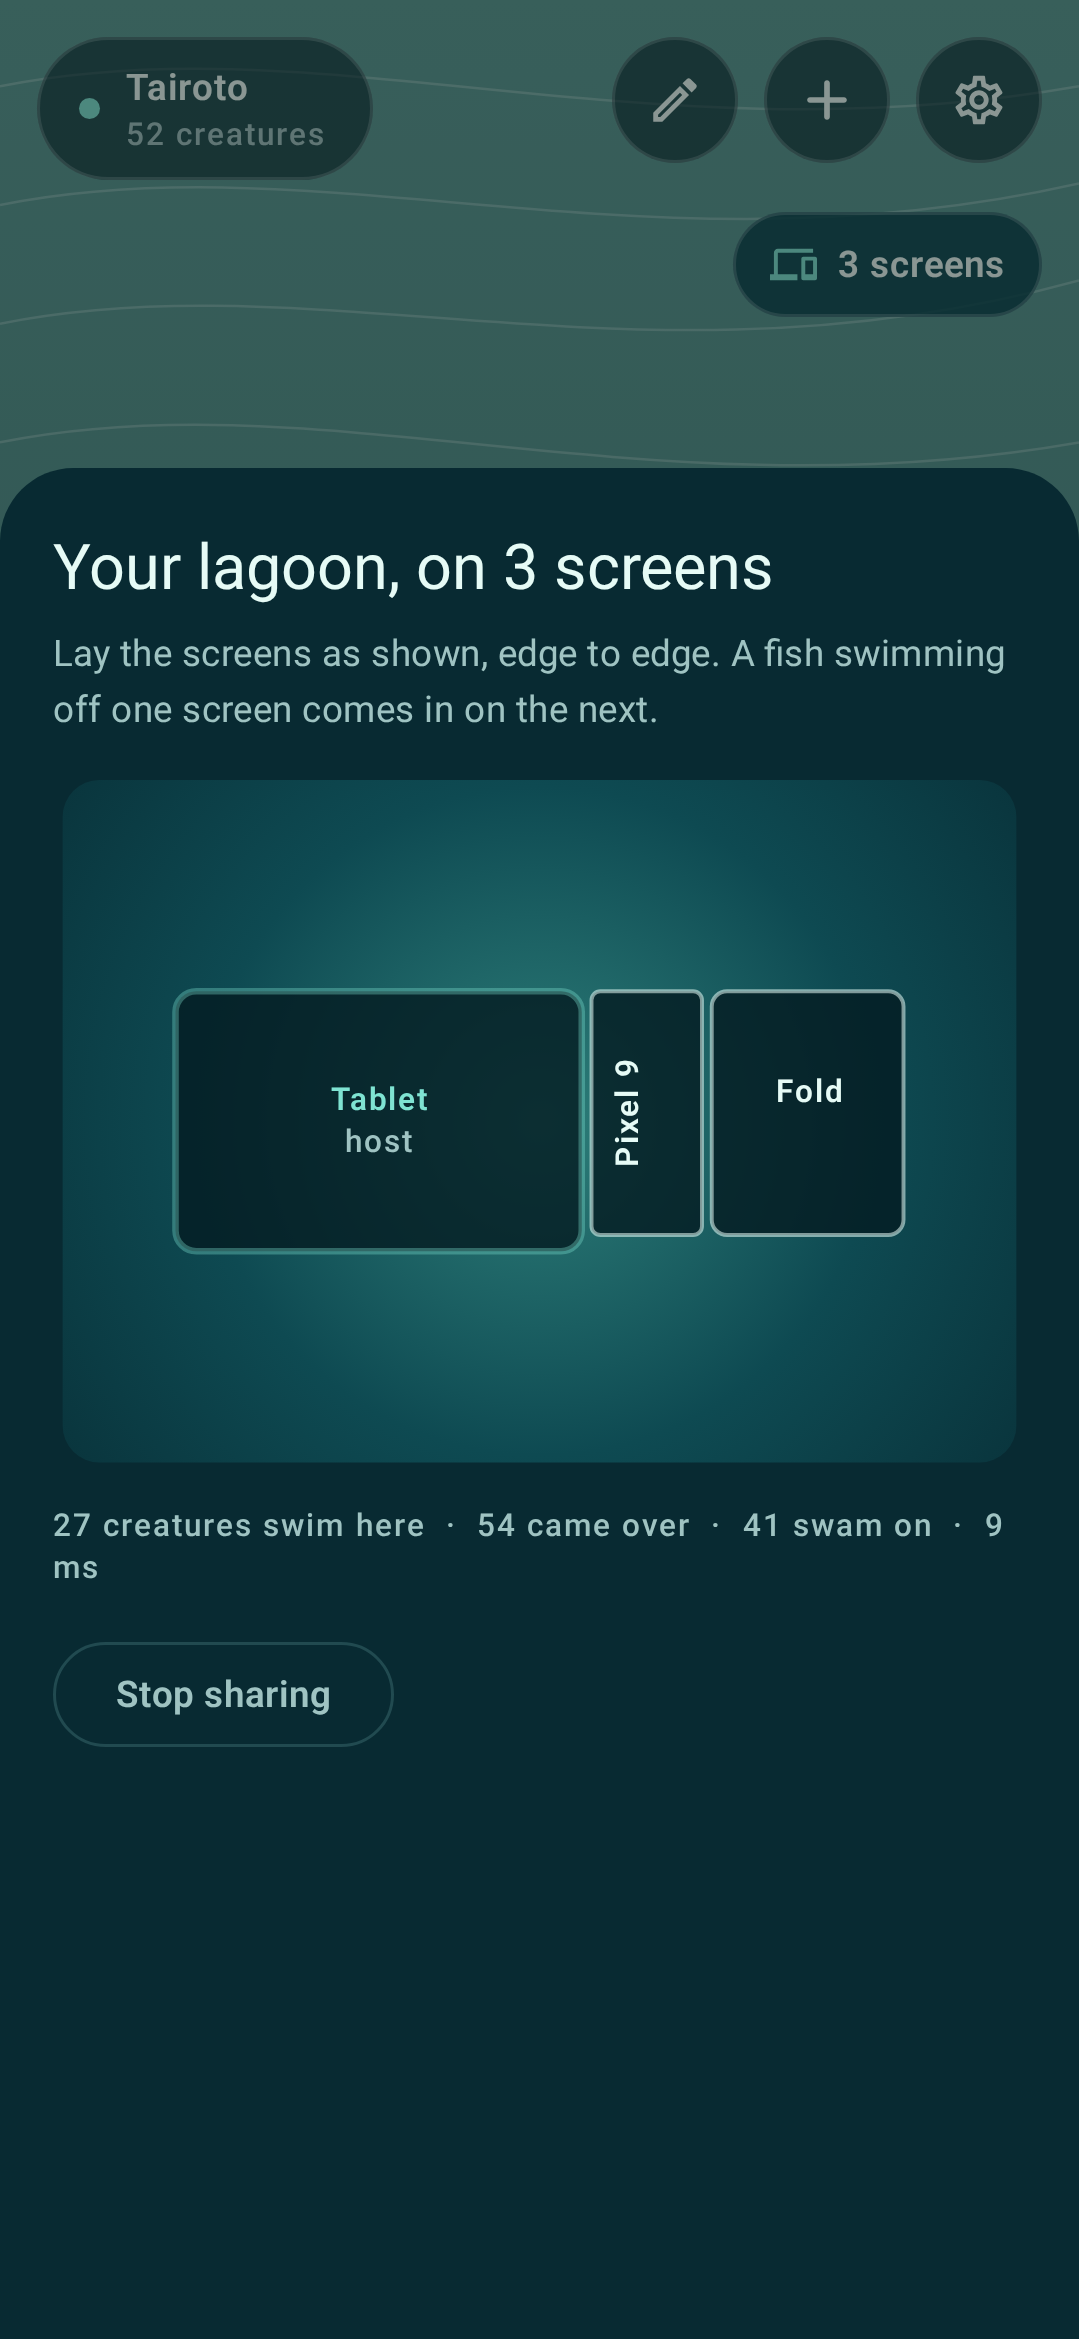 Tairoto
52 creatures
3 screens
Your lagoon, on 3 screens
Lay the screens as shown, edge to edge. A fish swimming
off one screen comes in on the next.
Tablet
host
Pixel 9
Fold
27 creatures swim here · 54 came over · 41 swam on · 9
ms
Stop sharing